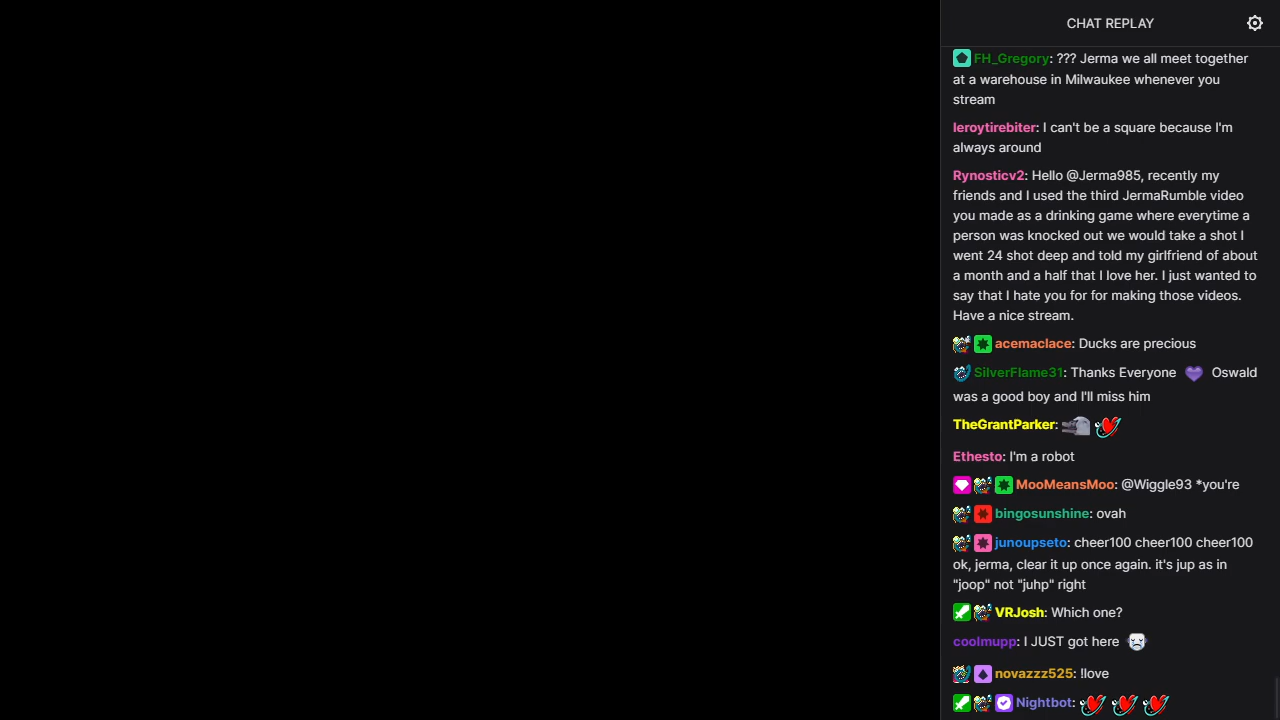 CHAT REPLAY
FH_Gregory: ??? Jerma we all meet together
at a warehouse in Milwaukee whenever you
stream
leroytirebiter: I can't be a square because I'm
always around
Rynosticv2: Hello @Jerma985, recently my
friends and I used the third JermaRumble video
you made as a drinking game where everytime a
person was knocked out we would take a shot I
went 24 shot deep and told my girlfriend of about
a month and a half that I love her. I just wanted to
say that I hate you for for making those videos.
Have a nice stream.
acemaclace: Ducks are precious
SilverFlame31: Thanks Everyone Oswald
was a good boy and I'll miss him
TheGrantParker:
Ethesto: I'm a robot
MooMeansMoo: @Wiggle93 *you're
bingosunshine: ovah
junoupseto: cheer100 cheer100 cheer100
ok, jerma, clear it up once again. it's jup as in
"joop" not "juhp" right
VRJosh: Which one?
coolmupp: I JUST got here
novazzz525: !love
Nightbot: